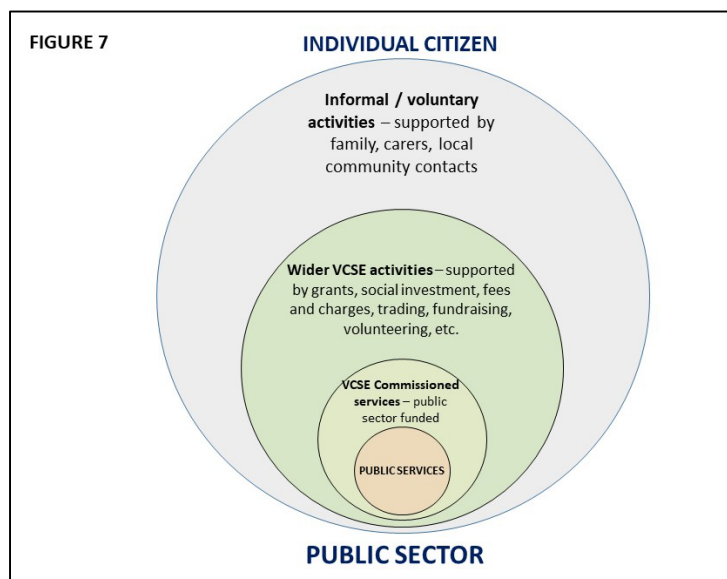 FIGURE 7
INDIVIDUAL CITIZEN
Informal / voluntary
activities – supported by
family, carers, local
community contacts
Wider VCSE activities – supported
by grants, social investment, fees
and charges, trading, fundraising,
volunteering, etc.
VCSE Commissioned
services – public
sector funded
PUBLIC SERVICES
PUBLIC SECTOR